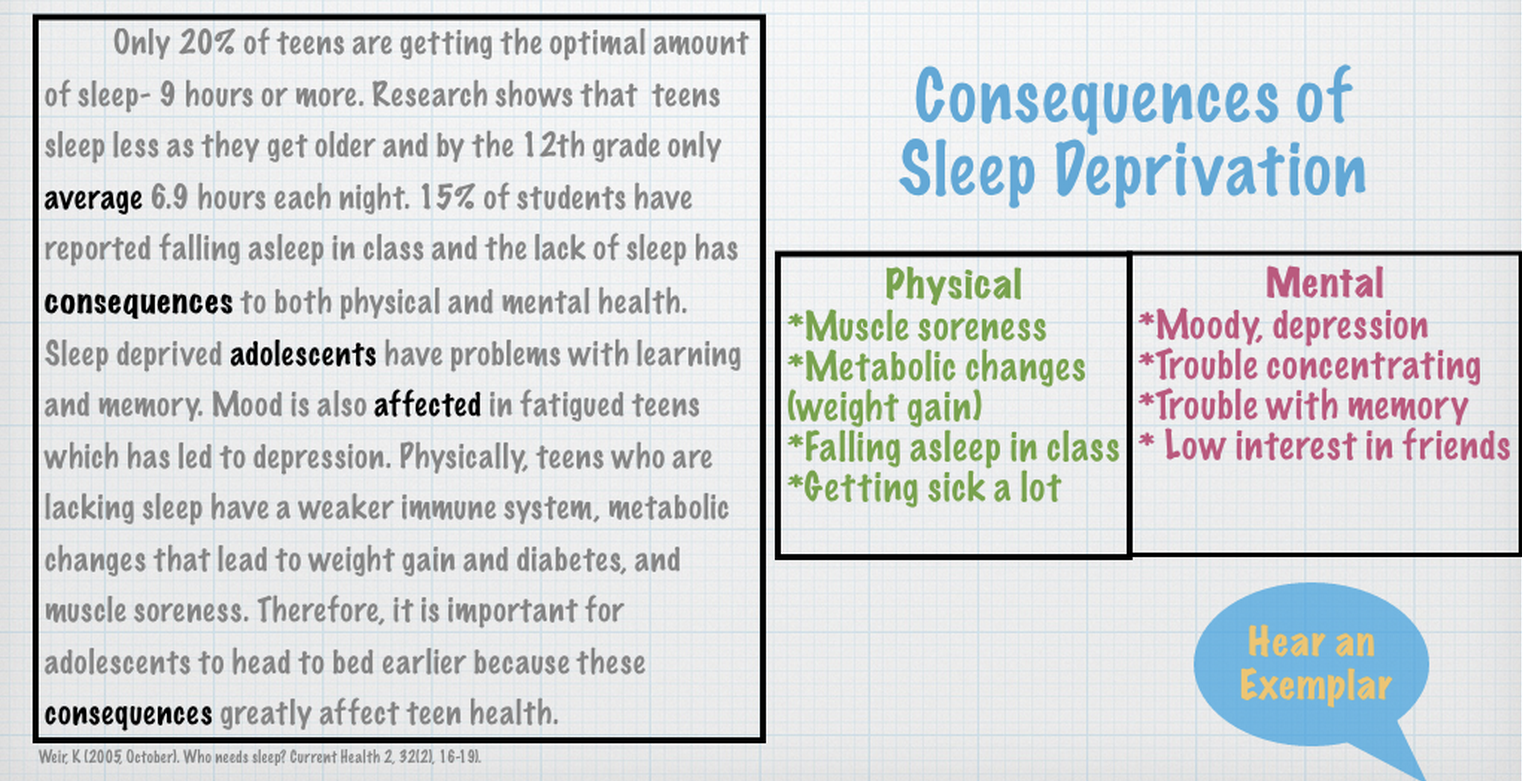 Only 20% of teens are getting the optimal amount
of sleep- 9 hours or more. Research shows that teens
sleep less as they get older and by the 12th grade only
average 6.9 hours each night. 15% of students have
reported falling asleep in class and the lack of sleep has
consequences to both physical and mental health.
Sleep deprived adolescents have problems with learning
and memory. Mood is also affected in fatigued teens
which has led to depression. Physically, teens who are
lacking sleep have a weaker immune system, metabolic
changes that lead to weight gain and diabetes, and
muscle soreness. Therefore, it is important for
adolescents to head to bed earlier because these
consequences greatly affect teen health.
Weir, K (2005, October). Who needs sleep? Current Health 2, 32(2), 16-19).
Consequences of
Sleep Deprivation
Physical
*Muscle soreness
*Metabolic changes
(weight gain)
*Falling asleep in class
*Getting sick a lot
Mental
*Moody, depression
*Trouble concentrating
*Trouble with memory
* Low interest in friends
Hear an
Exemplar